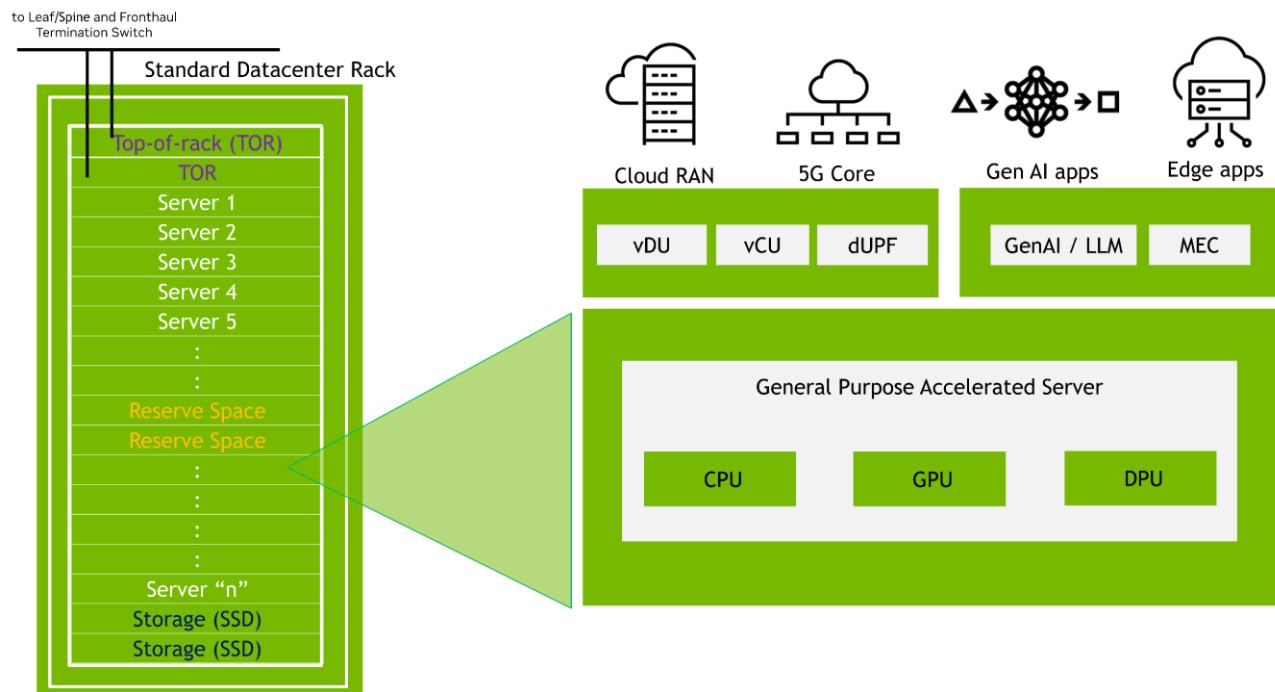 to Leaf/Spine and Fronthaul
Termination Switch
Standard Datacenter Rack
Top-of-rack (TOR)
TOR
Server 1
Server 2
Server 3
Server 4
Server 5
:
:
Reserve Space
Reserve Space
:
:
:
:
Server “n”
Storage (SSD)
Storage (SSD)
Cloud RAN
5G Core
Gen AI apps
Edge apps
vDU
vCU
dUPF
GenAI / LLM
MEC
General Purpose Accelerated Server
CPU
GPU
DPU